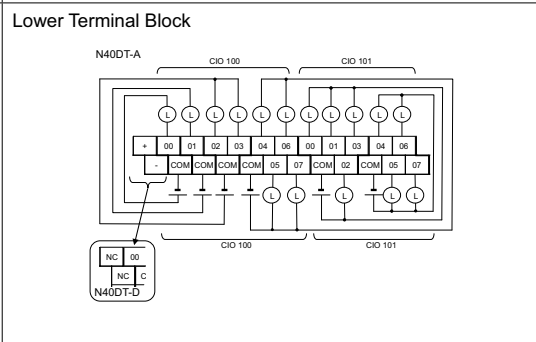 Lower Terminal Block
N40DT-A
CIO 100 CIO 101
L L L L L L L L L L L
+ 00 01 02 03 04 06 00 01 03 04 06
- COM COM COM COM 05 07 COM 02 COM 05 07
L L L L L
CIO 100 CIO 101
NC 00
NC C
N40DT-D